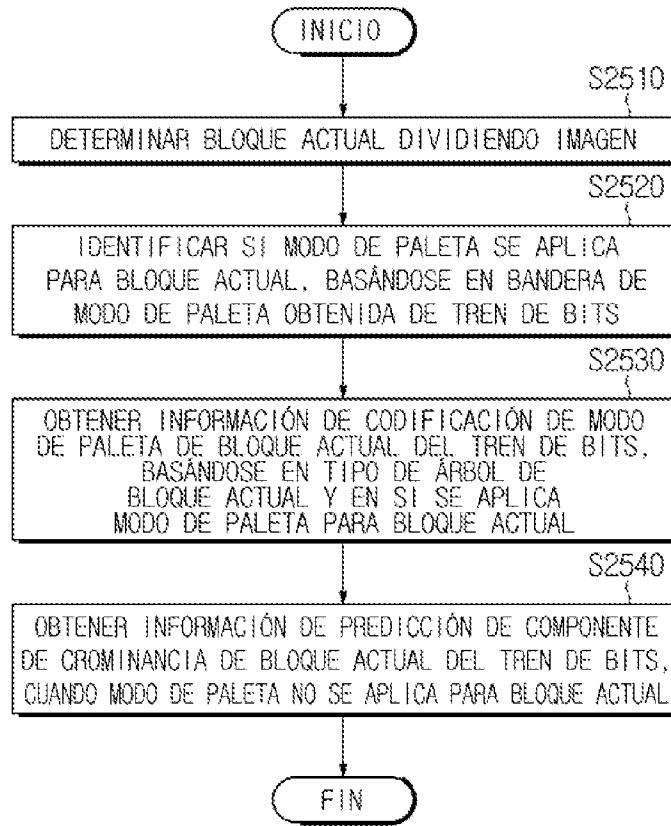 INICIO
S2510
DETERMINAR BLOQUE ACTUAL DIVIDIENDO IMAGEN
S2520
IDENTIFICAR SI MODO DE PALETA SE APLICA
PARA BLOQUE ACTUAL, BASÁNDOSE EN BANDERA DE
MODO DE PALETA OBTENIDA DE TREN DE BITS
S2530
OBTENER INFORMACIÓN DE CODIFICACIÓN DE MODO
DE PALETA DE BLOQUE ACTUAL DEL TREN DE BITS,
BASÁNDOSE EN TIPO DE ÁRBOL DE
BLOQUE ACTUAL Y EN SI SE APLICA
MODO DE PALETA PARA BLOQUE ACTUAL
S2540
OBTENER INFORMACIÓN DE PREDICCIÓN DE COMPONENTE
DE CROMINANCIA DE BLOQUE ACTUAL DEL TREN DE BITS,
CUANDO MODO DE PALETA NO SE APLICA PARA BLOQUE ACTUAL
FIN